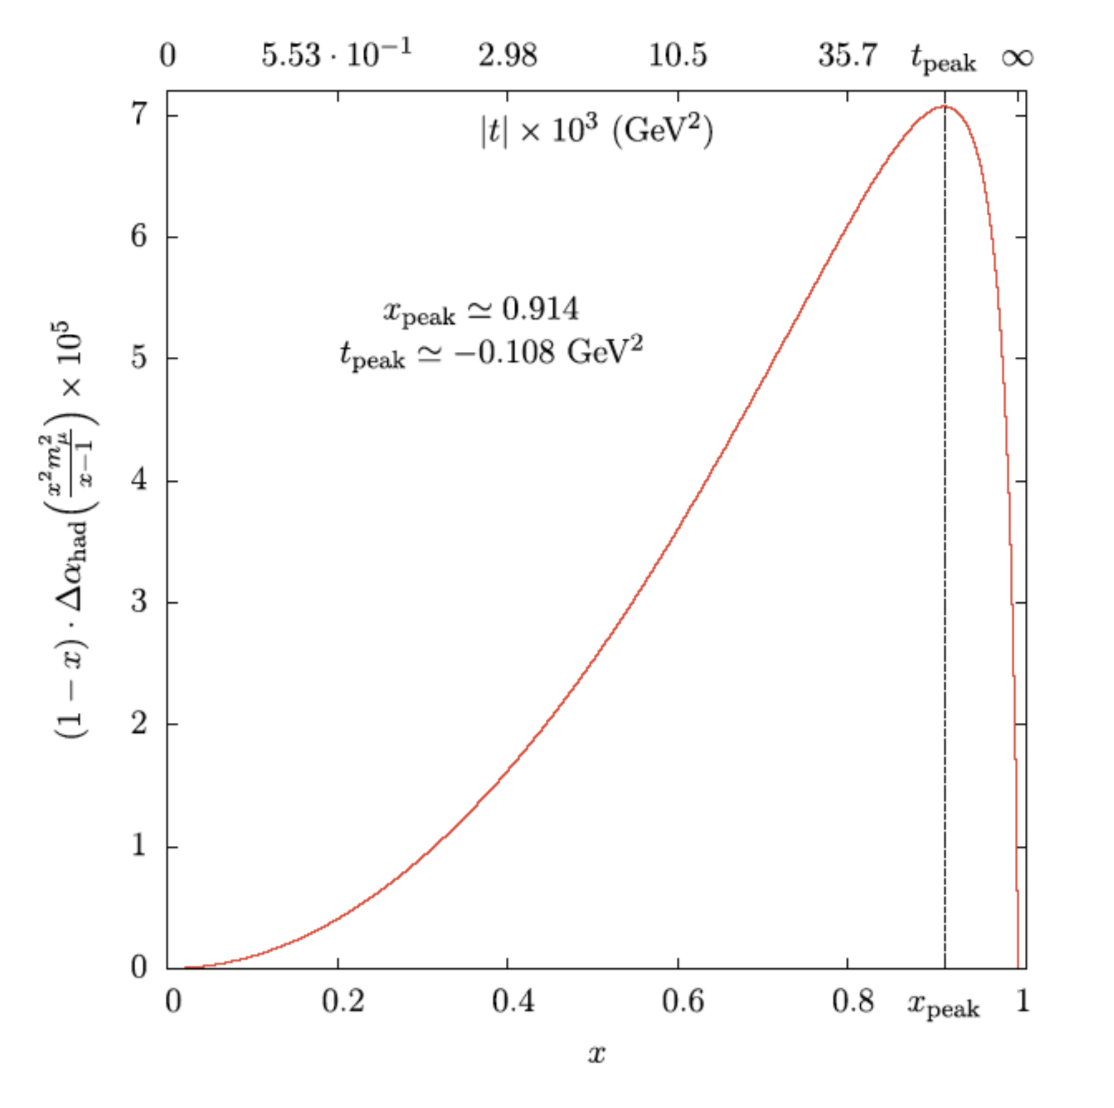 0 5.53 · 10⁻¹ 2.98 10.5 35.7 t_peak ∞
|t| × 10³ (GeV²)
7
6
5
4
3
2
1
0
(1 − x) · Δα_had(x²m_μ²/x−1) × 10⁵
x_peak ≃ 0.914
t_peak ≃ −0.108 GeV²
0 0.2 0.4 0.6 0.8 x_peak 1
x